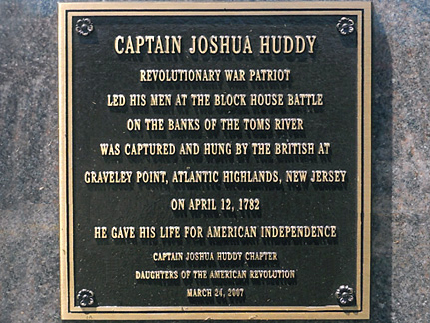 CAPTAIN JOSHUA HUDDY
REVOLUTIONARY WAR PATRIOT
LED HIS MEN AT THE BLOCK HOUSE BATTLE
ON THE BANKS OF THE TOMS RIVER
WAS CAPTURED AND HUNG BY THE BRITISH AT
GRAVELEY POINT, ATLANTIC HIGHLANDS, NEW JERSEY
ON APRIL 12, 1782
HE GAVE HIS LIFE FOR AMERICAN INDEPENDENCE
CAPTAIN JOSHUA HUDDY CHAPTER
DAUGHTERS OF THE AMERICAN REVOLUTION
MARCH 24, 2007